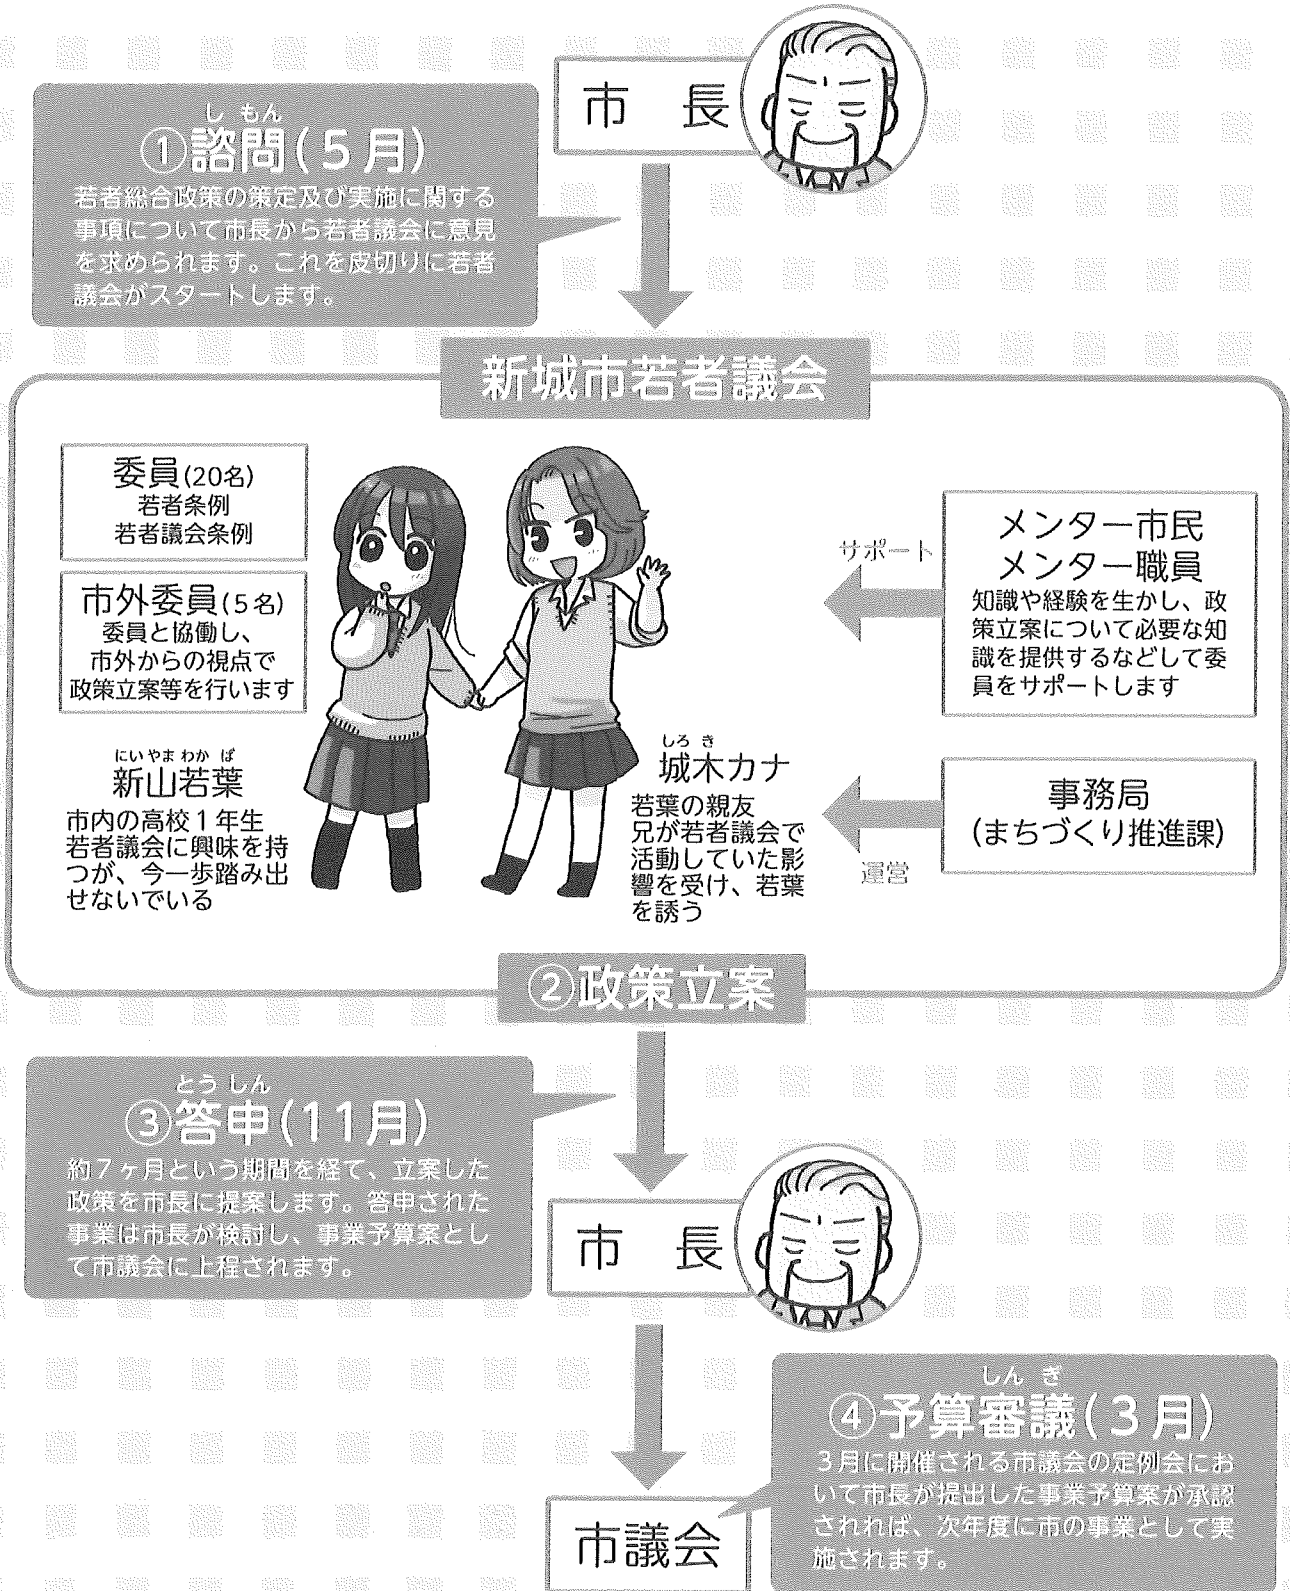 市　長
しもん
①諮問(5月)
若者総合政策の策定及び実施に関する
事項について市長から若者議会に意見
を求められます。これを皮切りに若者
議会がスタートします。
新城市若者議会
委員(20名)
若者条例
若者議会条例
市外委員(5名)
委員と協働し、
市外からの視点で
政策立案等を行います
にいやまわかば
新山若葉
市内の高校1年生
若者議会に興味を持
つが、今一歩踏み出
せないでいる
しろき
城木カナ
若葉の親友
兄が若者議会で
活動していた影
響を受け、若葉
を誘う
サポート
メンター市民
メンター職員
知識や経験を生かし、政
策立案について必要な知
識を提供するなどして委
員をサポートします
運営
事務局
(まちづくり推進課)
②政策立案
とうしん
③答申(11月)
約7ヶ月という期間を経て、立案した
政策を市長に提案します。答申された
事業は市長が検討し、事業予算案とし
て市議会に上程されます。
市　長
しんぎ
④予算審議(3月)
3月に開催される市議会の定例会にお
いて市長が提出した事業予算案が承認
されれば、次年度に市の事業として実
施されます。
市議会